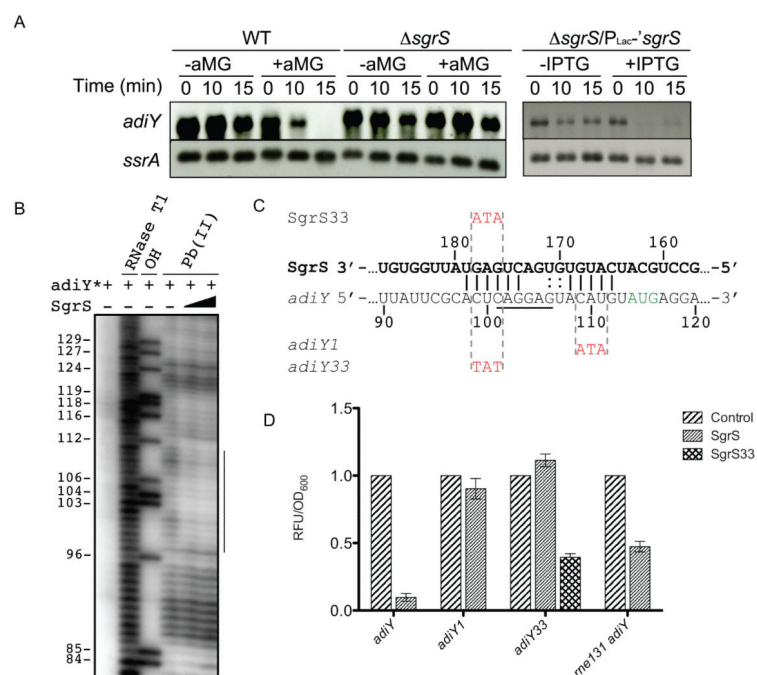 A
WT
ΔsgrS
ΔsgrS/PLac-'sgrS
-aMG
+aMG
-aMG
+aMG
-IPTG
+IPTG
Time (min)
0 10 15 0 10 15 0 10 15 0 10 15 0 10 15 0 10 15
adiY
ssrA
B
RNase T1
OH
Pb(II)
adiY*+ + + + + +
SgrS – – – –
129–
127–
124–
119–
118–
116–
112–
106–
104–
103–
96–
85–
84–
C
SgrS33
ATA
180 170 160
SgrS 3' -…UGUGGUUAUGAGUCAGUGUGUACUACGUCCG…-5'
adiY 5' -…UUAUUCGCACUCAGGAGUACAUGUAUGAGGA…-3'
90 100 110 120
adiY1
ATA
adiY33
TAT
D
RFU/OD600
1.5
1.0
0.5
0.0
adiY
adiY1
adiY33
rne131 adiY
Control
SgrS
SgrS33